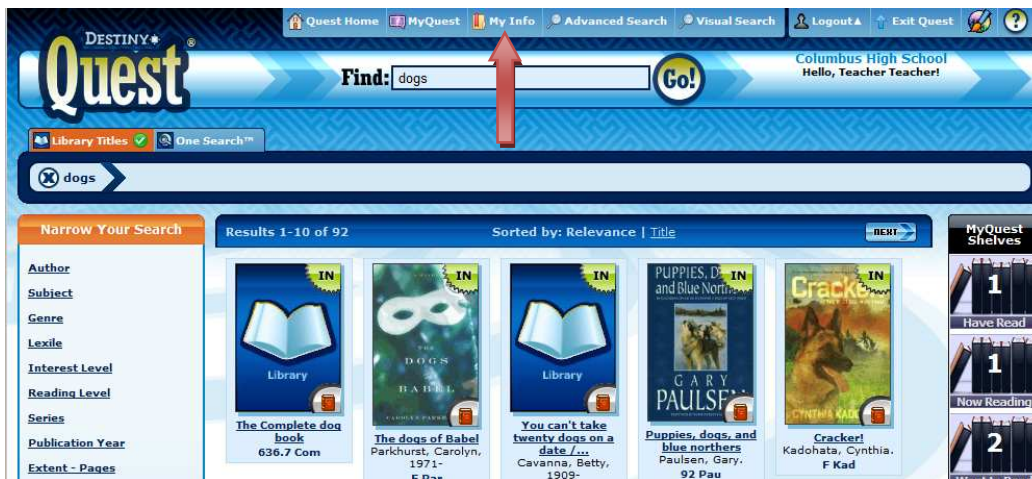 Quest Home MyQuest My Info Advanced Search Visual Search Logout Exit Quest ?
DESTINY ®
Quest
Find: dogs Go!
Columbus High School
Hello, Teacher Teacher!
Library Titles One Search™
dogs
Narrow Your Search
Author
Subject
Genre
Lexile
Interest Level
Reading Level
Series
Publication Year
Extent - Pages
Results 1-10 of 92 Sorted by: Relevance | Title NEXT
IN
Library
The Complete dog
book
636.7 Com
IN
THE
DOGS
OF
BABEL
The dogs of Babel
Parkhurst, Carolyn,
1971-
F Par
IN
Library
You can't take
twenty dogs on a
date /...
Cavanna, Betty,
1909-
IN
PUPPIES, D
and Blue North
GARY
PAULSE
Puppies, dogs, and
blue northers
Paulsen, Gary.
92 Pau
IN
Cracke
CYNTHIA KAD
Cracker!
Kadohata, Cynthia.
F Kad
MyQuest
Shelves
1
Have Read
1
Now Reading
2